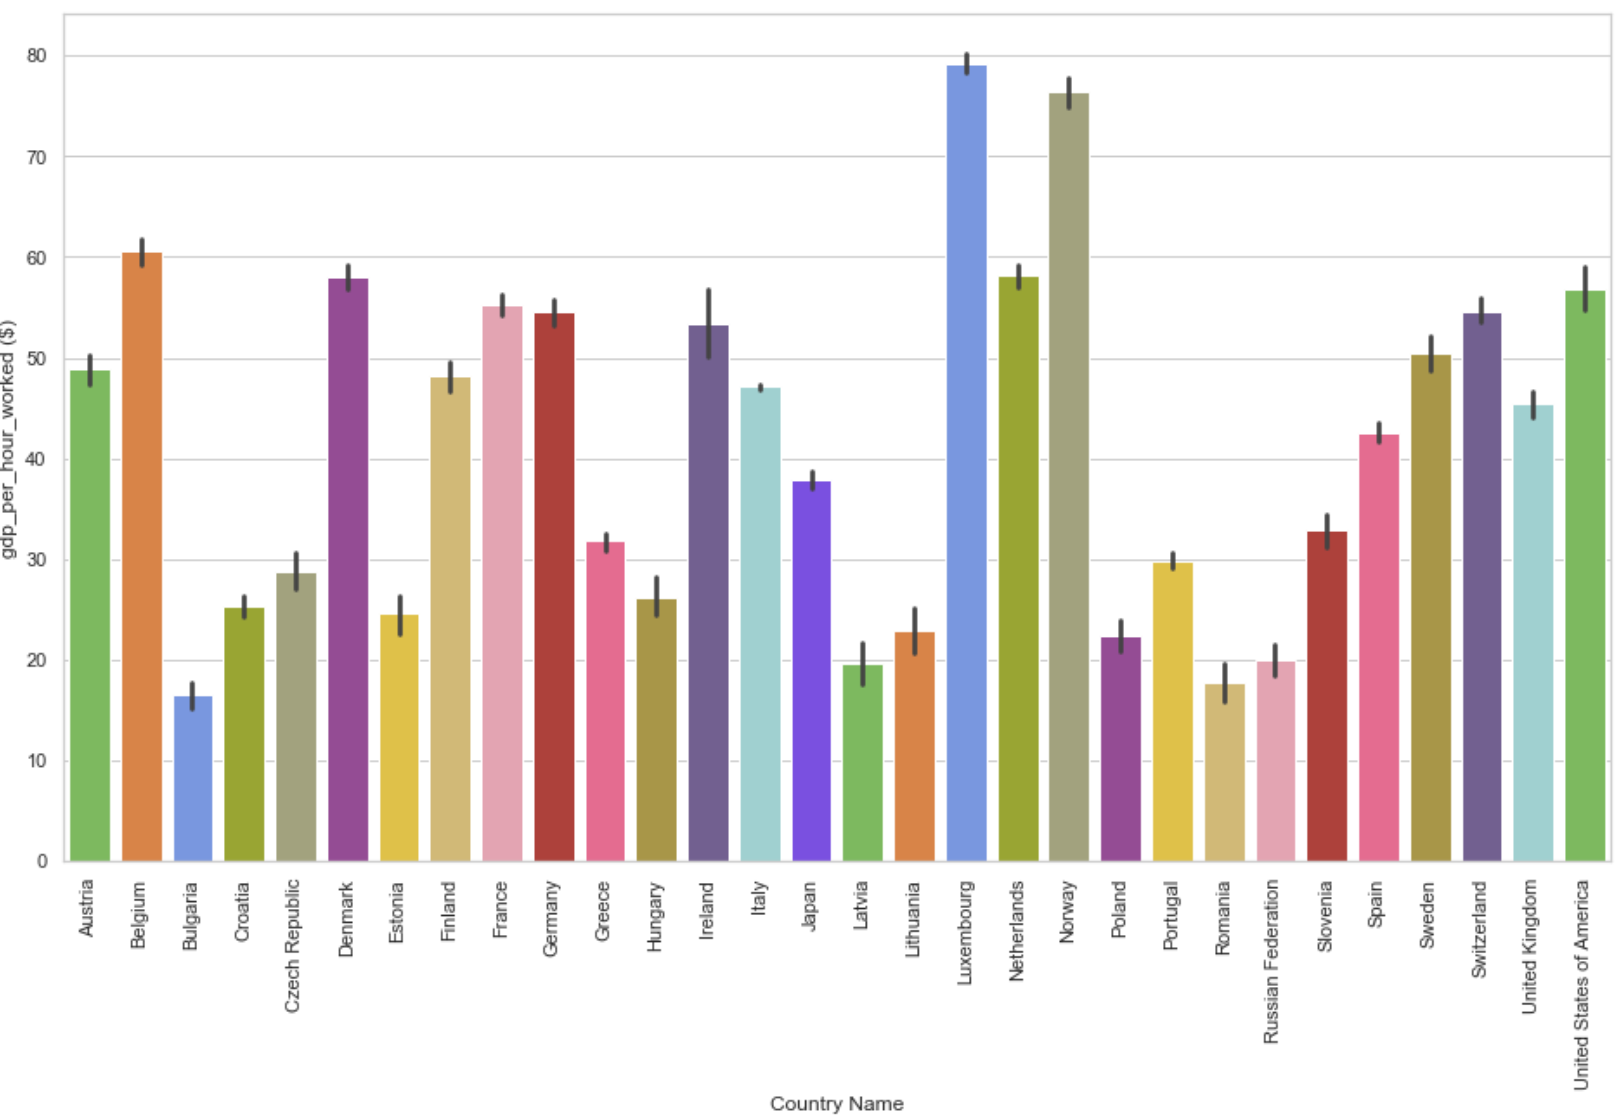 80
70
60
50
40
30
20
10
0
gdp_per_hour_worked ($)
Austria
Belgium
Bulgaria
Croatia
Czech Republic
Denmark
Estonia
Finland
France
Germany
Greece
Hungary
Ireland
Italy
Japan
Latvia
Lithuania
Luxembourg
Netherlands
Norway
Poland
Portugal
Romania
Russian Federation
Slovenia
Spain
Sweden
Switzerland
United Kingdom
United States of America
Country Name